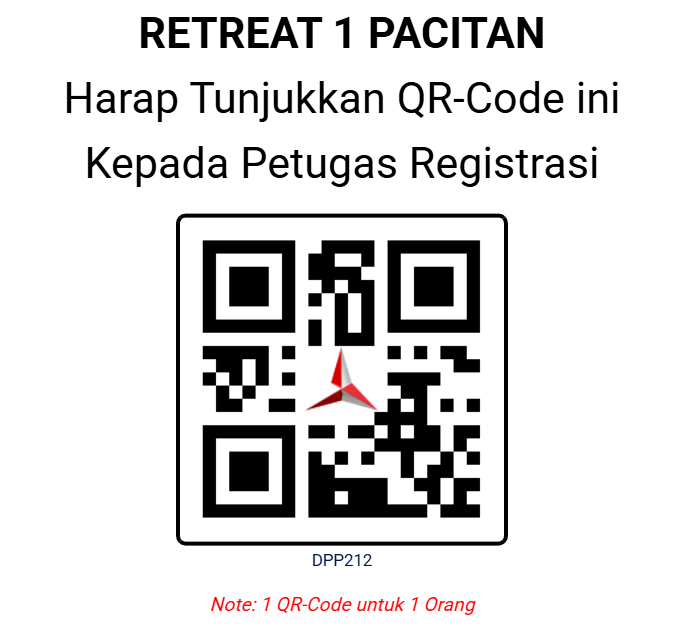 RETREAT 1 PACITAN
Harap Tunjukkan QR-Code ini
Kepada Petugas Registrasi
DPP212
Note: 1 QR-Code untuk 1 Orang